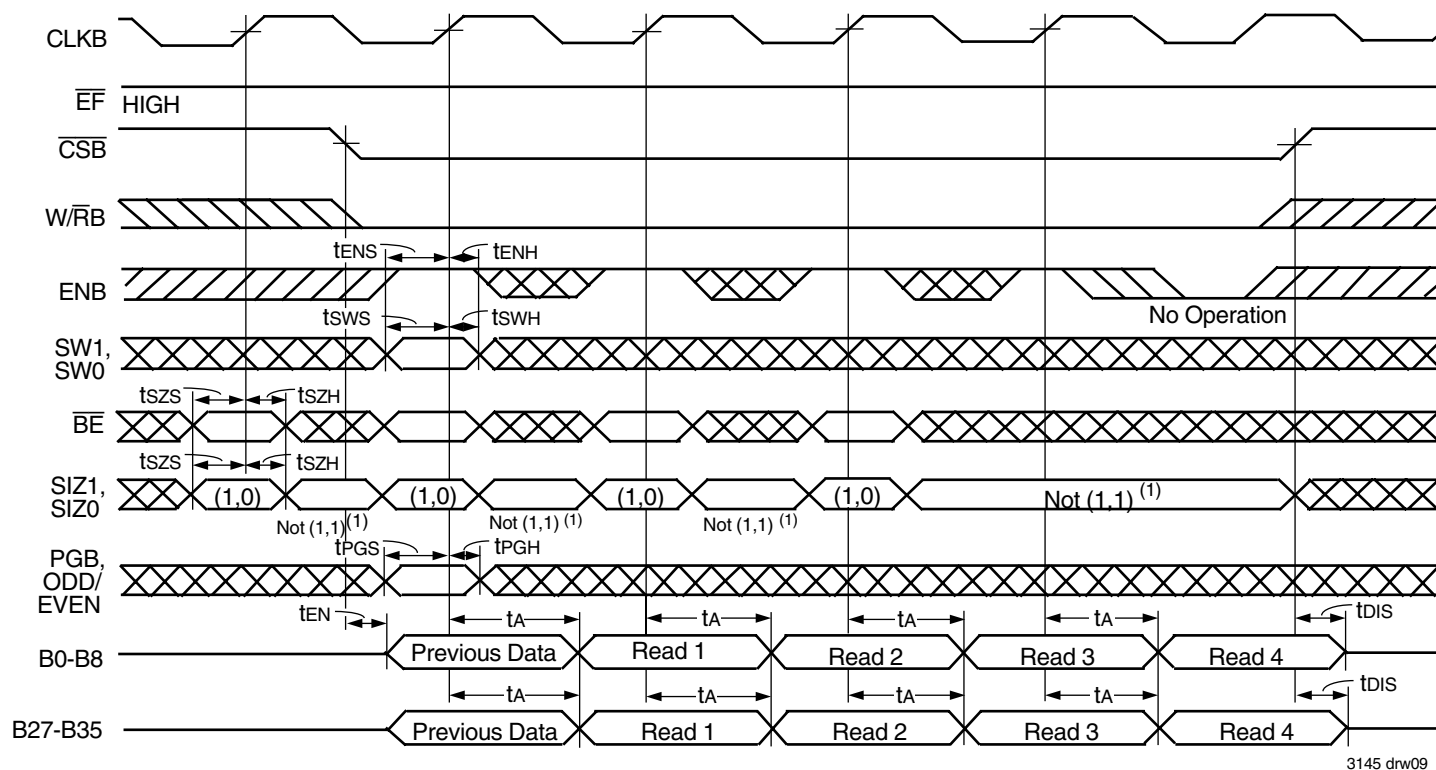 CLKB
EF HIGH
CSB
W/RB
tENS tENH
ENB
No Operation
tSWS tSWH
SW1,
SW0
tSZS tSZH
BE
tSZS tSZH
SIZ1,
SIZ0
(1,0) (1,0) (1,0) (1,0) Not (1,1) (1)
Not (1,1) (1) Not (1,1) (1) Not (1,1) (1)
tPGS tPGH
PGB,
ODD/
EVEN
tEN tA tA tA tA tDIS
B0-B8 Previous Data Read 1 Read 2 Read 3 Read 4
tA tA tA tA tDIS
B27-B35 Previous Data Read 1 Read 2 Read 3 Read 4
3145 drw09